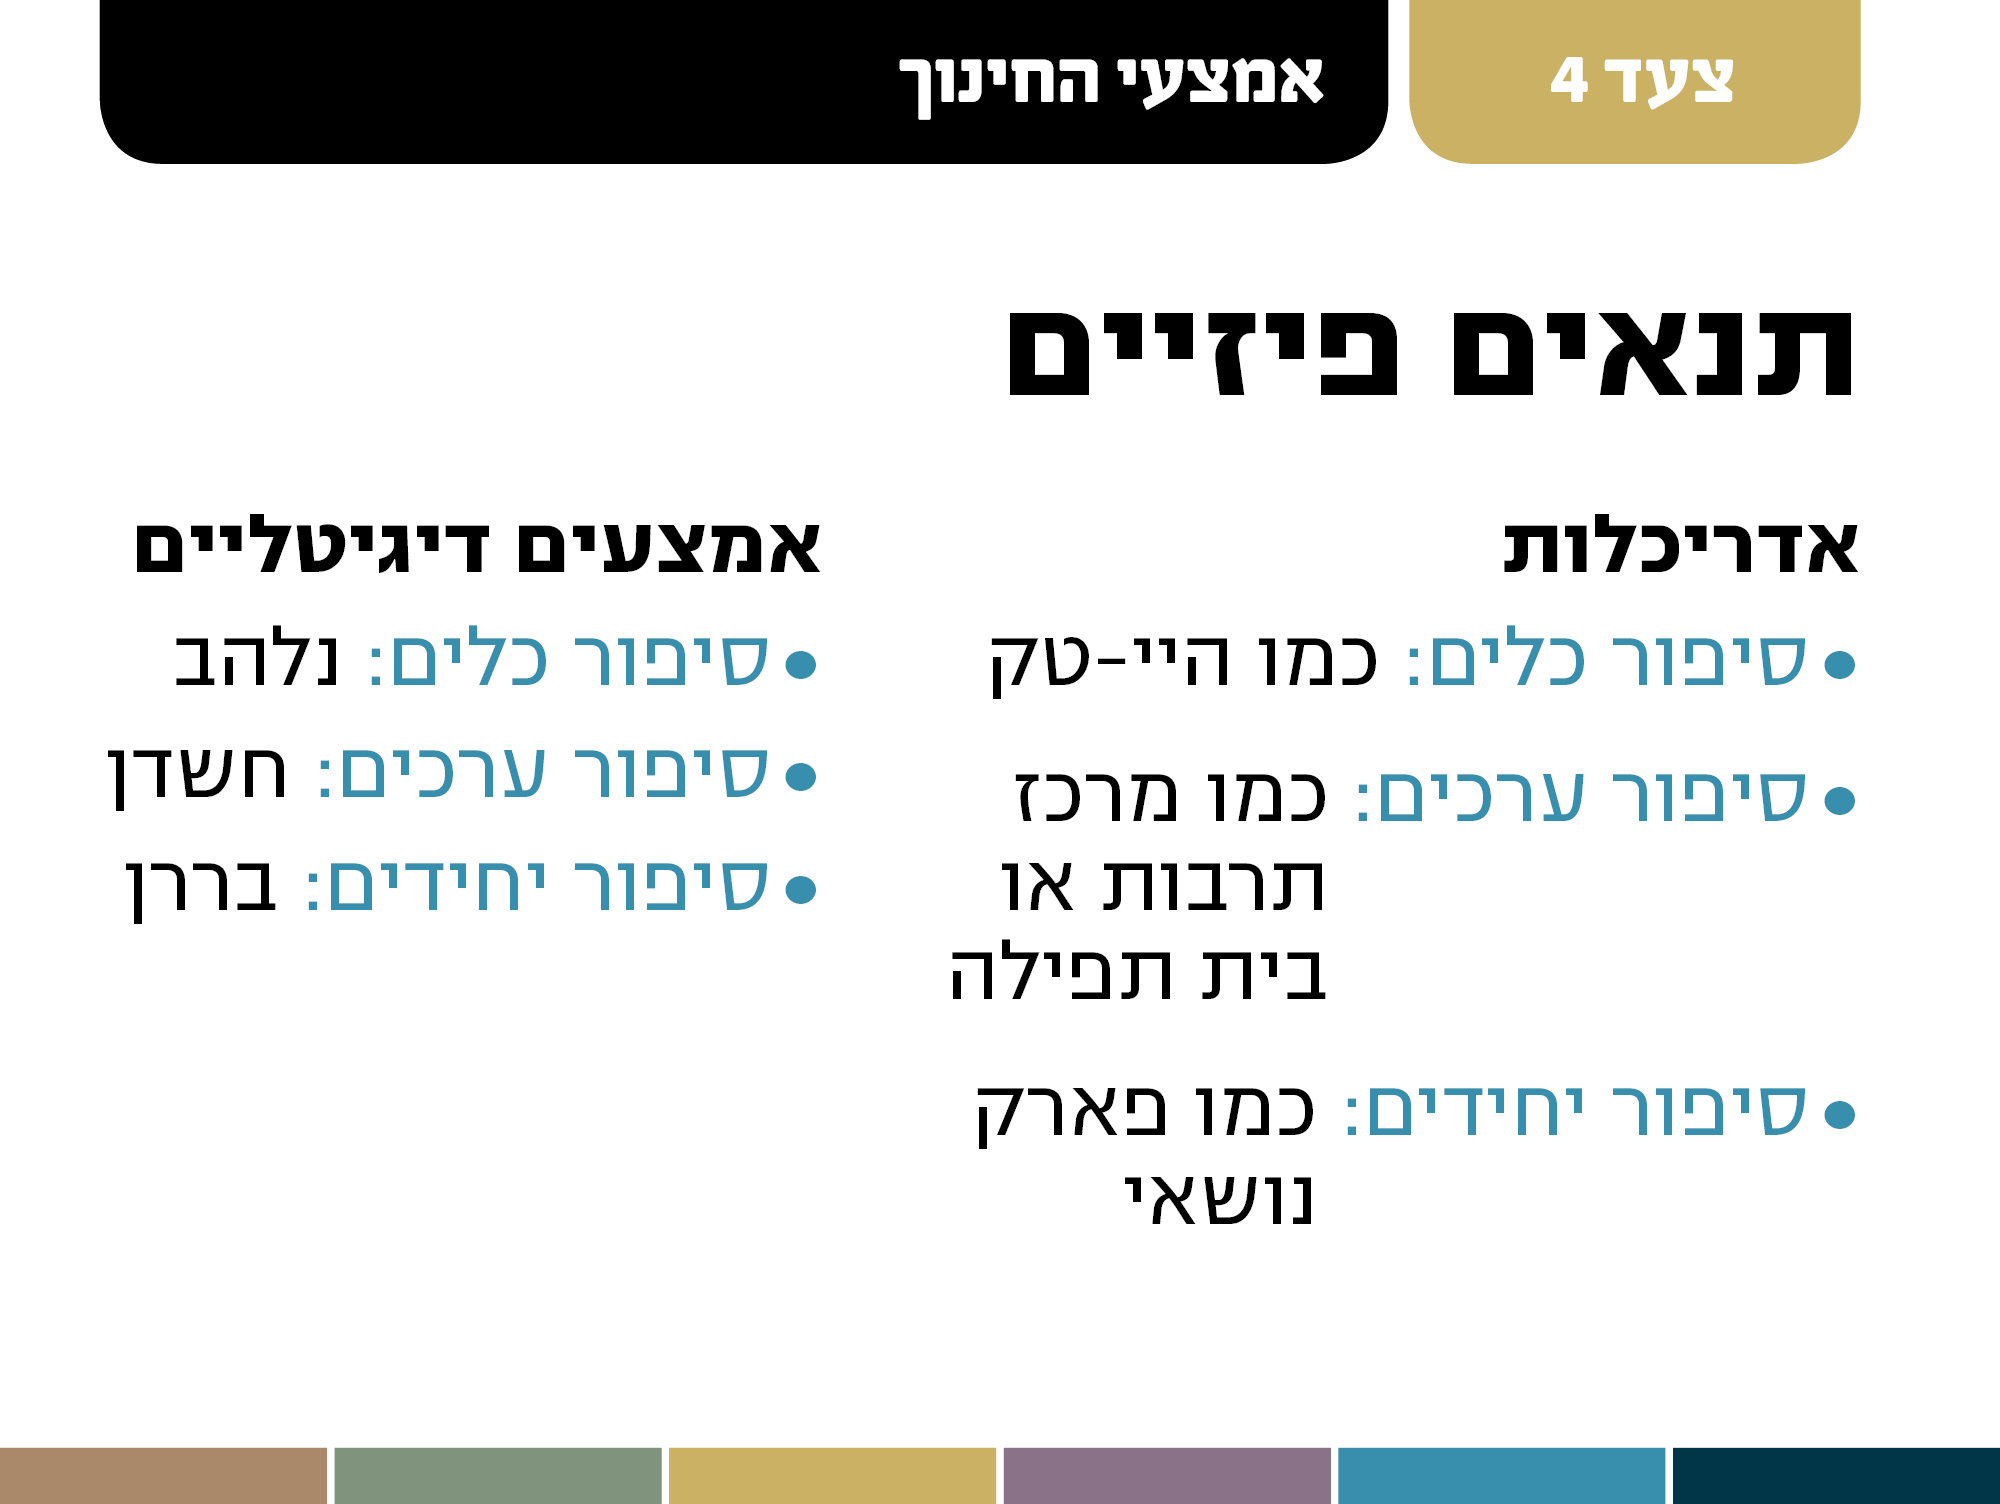 צעד 4
אמצעי החינוך
תנאים פיזיים
אדריכלות
• סיפור כלים: כמו היי-טק
• סיפור ערכים: כמו מרכז
תרבות או
בית תפילה
• סיפור יחידים: כמו פארק
נושאי
אמצעים דיגיטליים
• סיפור כלים: נלהב
• סיפור ערכים: חשדן
• סיפור יחידים: בררן